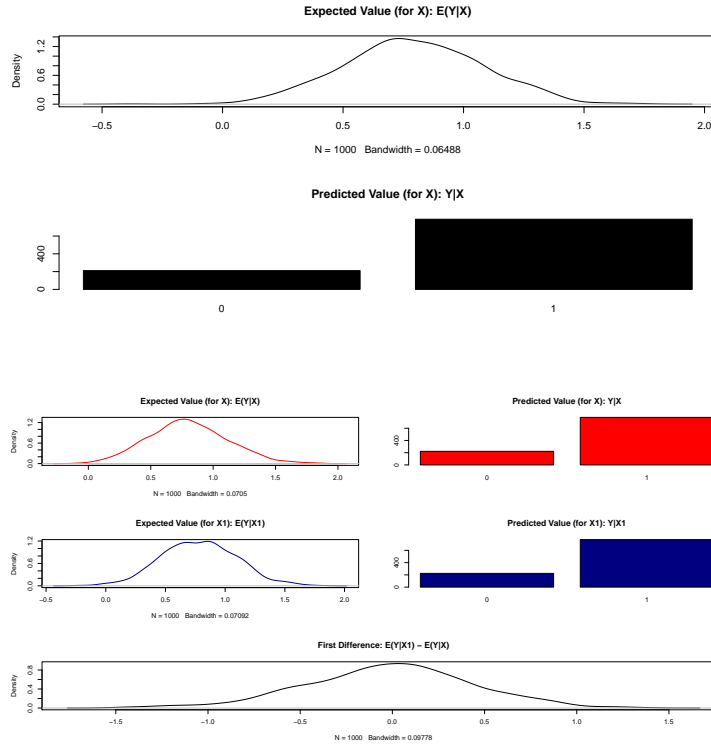 Expected Value (for X): E(Y|X)
Density
0.0 0.6 1.2
−0.5 0.0 0.5 1.0 1.5 2.0
N = 1000 Bandwidth = 0.06488
Predicted Value (for X): Y|X
0 400
0 1
Expected Value (for X): E(Y|X)
Density
0.0 0.6 1.2
0.0 0.5 1.0 1.5 2.0
N = 1000 Bandwidth = 0.0705
Predicted Value (for X): Y|X
0 400
0 1
Expected Value (for X1): E(Y|X1)
Density
0.0 0.6 1.2
−0.5 0.0 0.5 1.0 1.5 2.0
N = 1000 Bandwidth = 0.07092
Predicted Value (for X1): Y|X1
0 400
0 1
First Difference: E(Y|X1) − E(Y|X)
Density
0.0 0.4 0.8
−1.5 −1.0 −0.5 0.0 0.5 1.0 1.5
N = 1000 Bandwidth = 0.09778